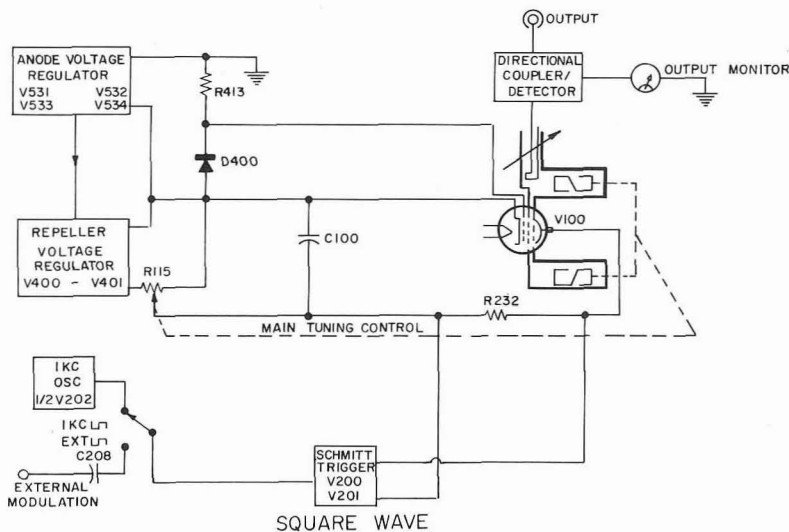 OUTPUT
ANODE VOLTAGE
REGULATOR
V531 V532
V533 V534
R413
DIRECTIONAL
COUPLER/
DETECTOR
OUTPUT MONITOR
D400
V100
REPELLER
VOLTAGE
REGULATOR
V400 - V401
R115
C100
R232
MAIN TUNING CONTROL
1KC
OSC
1/2V202
1KC
EXT
C208
EXTERNAL
MODULATION
SCHMITT
TRIGGER
V200
V201
SQUARE WAVE